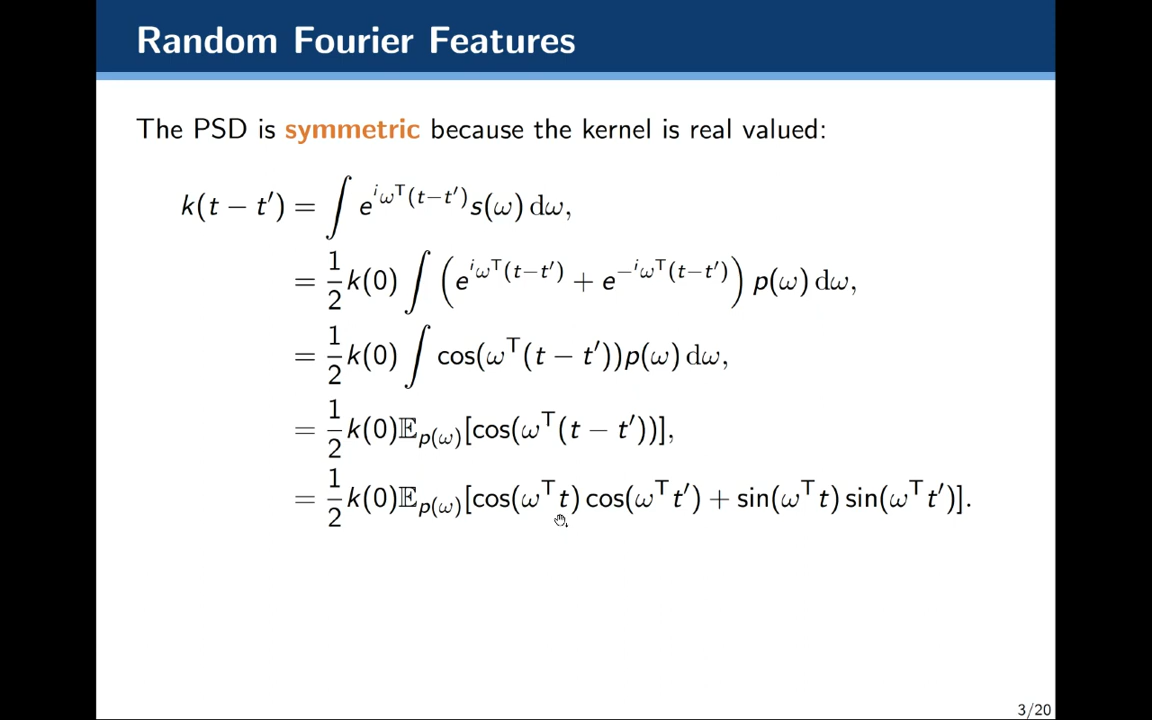 Random Fourier Features
The PSD is symmetric because the kernel is real valued:
k(t − t′) = ∫ e^{iω^⊤(t−t′)} s(ω) dω,
= ½ k(0) ∫ (e^{iω^⊤(t−t′)} + e^{−iω^⊤(t−t′)}) p(ω) dω,
= ½ k(0) ∫ cos(ω^⊤(t − t′))p(ω) dω,
= ½ k(0)𝔼_{p(ω)}[cos(ω^⊤(t − t′))],
= ½ k(0)𝔼_{p(ω)}[cos(ω^⊤t) cos(ω^⊤t′) + sin(ω^⊤t) sin(ω^⊤t′)].
3/20